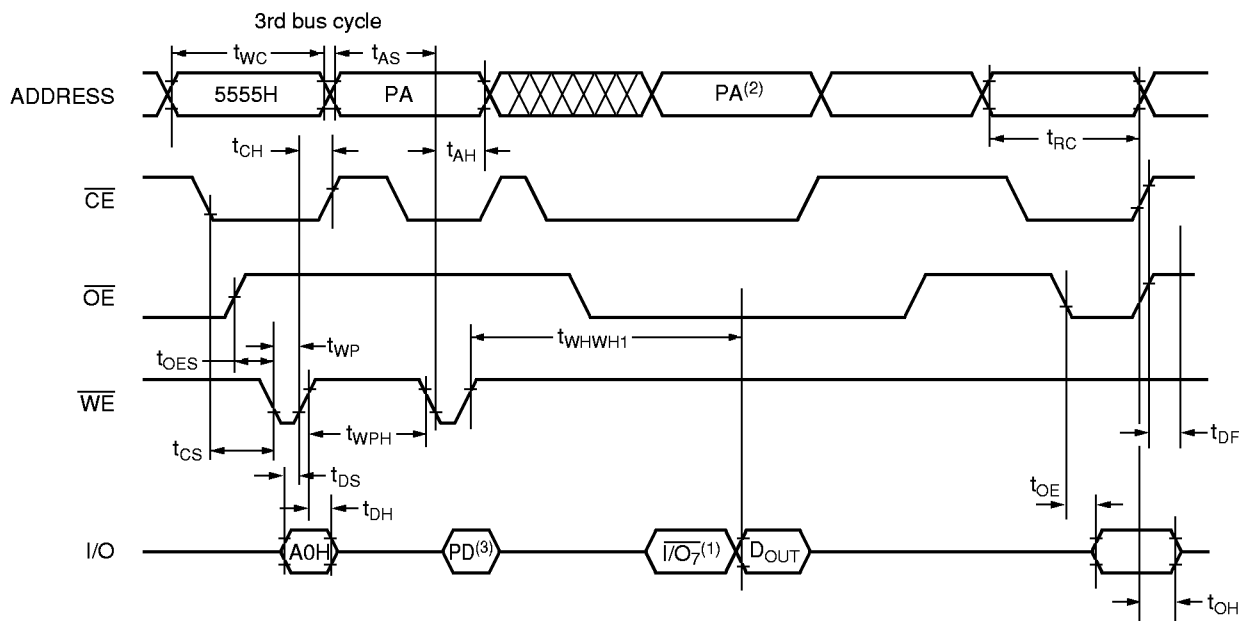 3rd bus cycle
tWC tAS
ADDRESS 5555H PA PA(2)
tCH tAH tRC
CE
OE
tWHWH1
tOES tWP
WE
tWPH
tCS tDF
tDS
tOE
tDH
I/O A0H PD(3) I/O7(1) DOUT
tOH